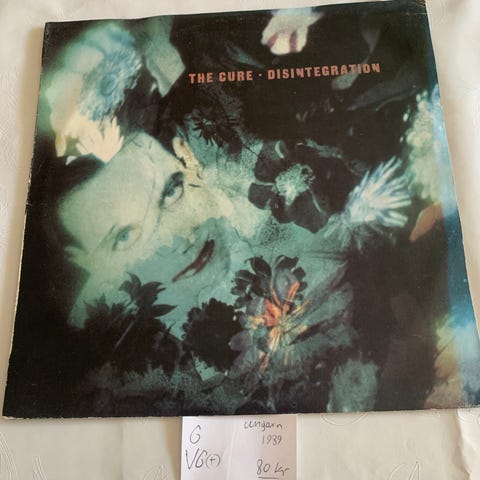 THE CURE · DISINTEGRATION
G Ungarn
VG(+) 1989
80 kr